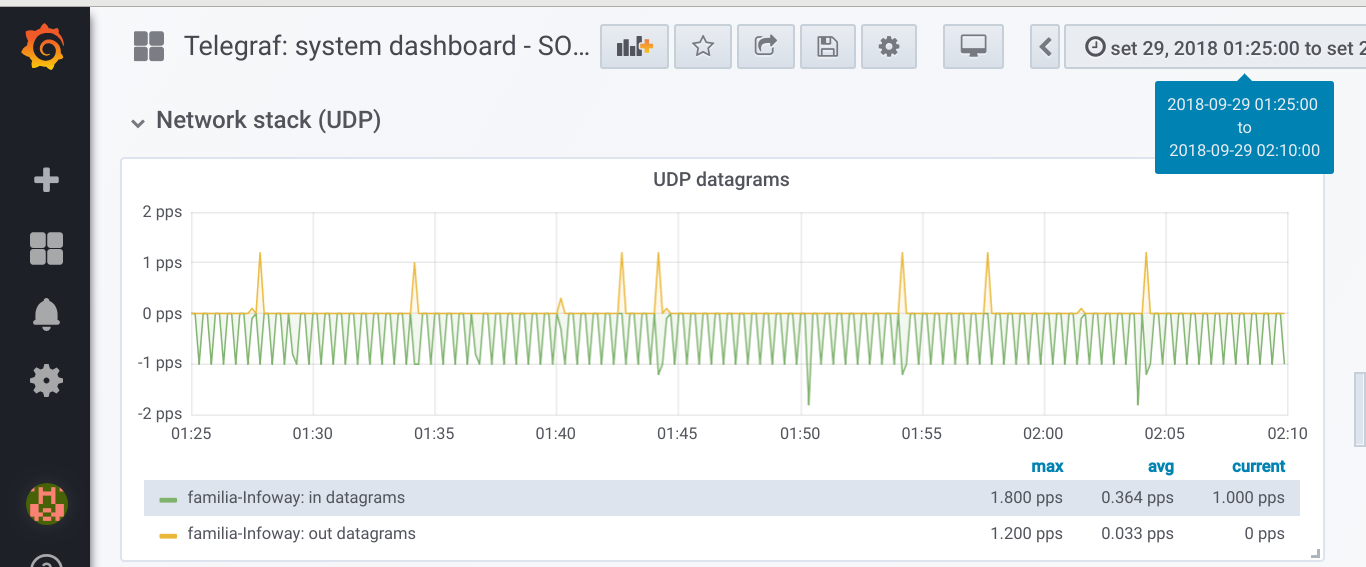 Telegraf: system dashboard - SO...
set 29, 2018 01:25:00 to set 2
2018-09-29 01:25:00
to
2018-09-29 02:10:00
Network stack (UDP)
UDP datagrams
2 pps
1 pps
0 pps
-1 pps
-2 pps
01:25 01:30 01:35 01:40 01:45 01:50 01:55 02:00 02:05 02:10
max avg current
familia-Infoway: in datagrams 1.800 pps 0.364 pps 1.000 pps
familia-Infoway: out datagrams 1.200 pps 0.033 pps 0 pps